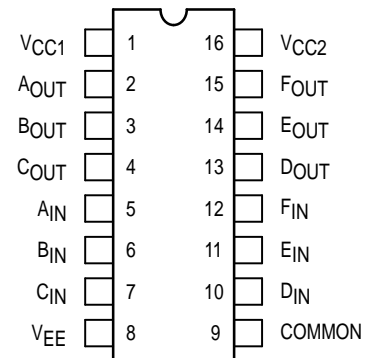 VCC1 1 16 VCC2
AOUT 2 15 FOUT
BOUT 3 14 EOUT
COUT 4 13 DOUT
AIN 5 12 FIN
BIN 6 11 EIN
CIN 7 10 DIN
VEE 8 9 COMMON